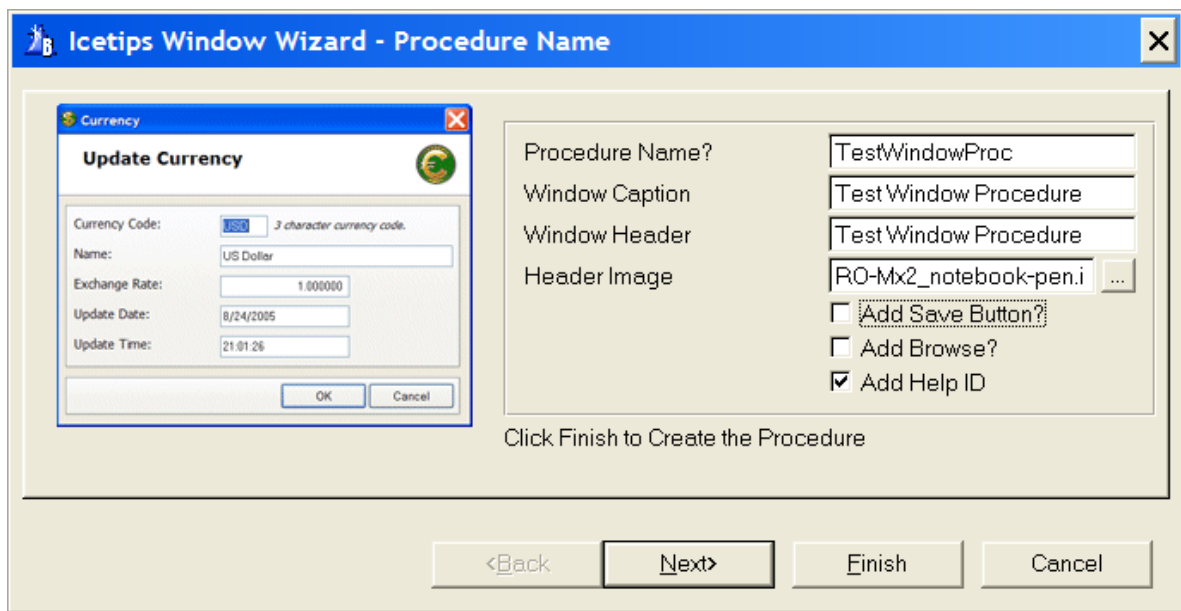 Icetips Window Wizard - Procedure Name
Currency
Update Currency
Currency Code: USD 3 character currency code.
Name: US Dollar
Exchange Rate: 1.000000
Update Date: 8/24/2005
Update Time: 21:01:26
OK Cancel
Procedure Name? TestWindowProc
Window Caption Test Window Procedure
Window Header Test Window Procedure
Header Image RO-Mx2_notebook-pen.i ...
Add Save Button?
Add Browse?
Add Help ID
Click Finish to Create the Procedure
<Back Next> Finish Cancel